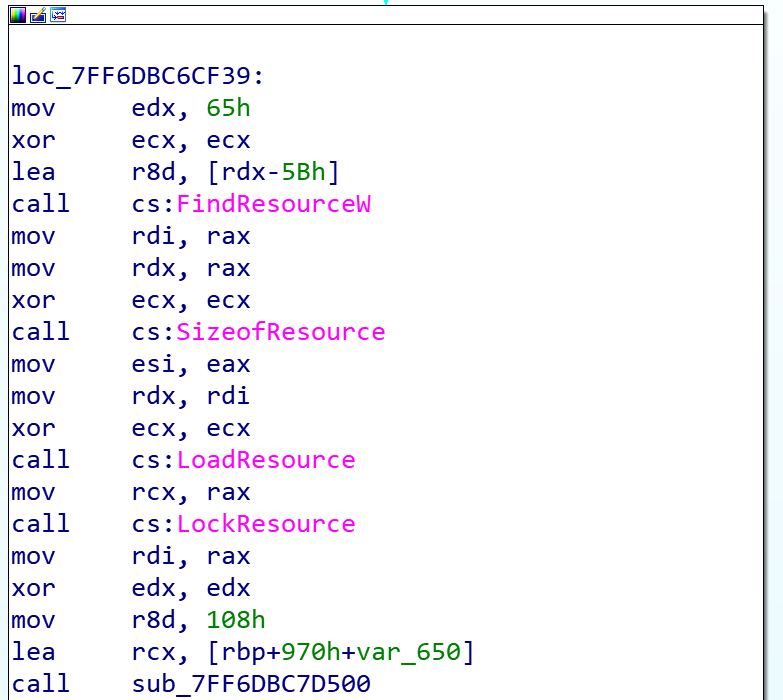 loc_7FF6DBC6CF39:
mov edx, 65h
xor ecx, ecx
lea r8d, [rdx-5Bh]
call cs:FindResourceW
mov rdi, rax
mov rdx, rax
xor ecx, ecx
call cs:SizeofResource
mov esi, eax
mov rdx, rdi
xor ecx, ecx
call cs:LoadResource
mov rcx, rax
call cs:LockResource
mov rdi, rax
xor edx, edx
mov r8d, 108h
lea rcx, [rbp+970h+var_650]
call sub_7FF6DBC7D500